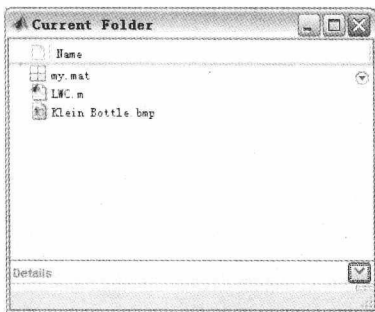 Current Folder
Name
my.mat
LWC.m
Klein Bottle.bmp
Details